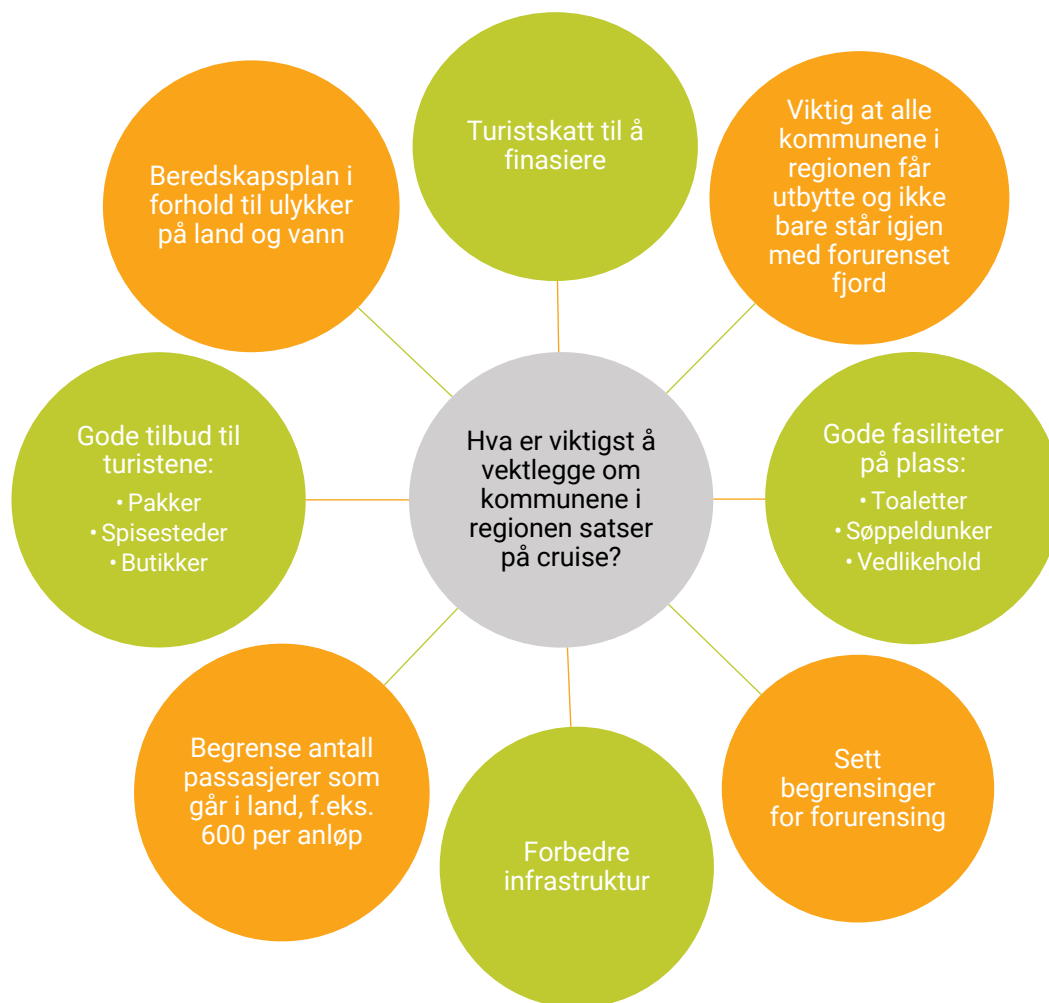 Turistskatt til å
finasiere
Viktig at alle
kommunene i
regionen får
utbytte og ikke
bare står igjen
med forurenset
fjord
Beredskapsplan i
forhold til ulykker
på land og vann
Gode tilbud til
turistene:
• Pakker
• Spisesteder
• Butikker
Hva er viktigst å
vektlegge om
kommunene i
regionen satser
på cruise?
Gode fasiliteter
på plass:
• Toaletter
• Søppeldunker
• Vedlikehold
Begrense antall
passasjerer som
går i land, f.eks.
600 per anløp
Forbedre
infrastruktur
Sett
begrensinger
for forurensing